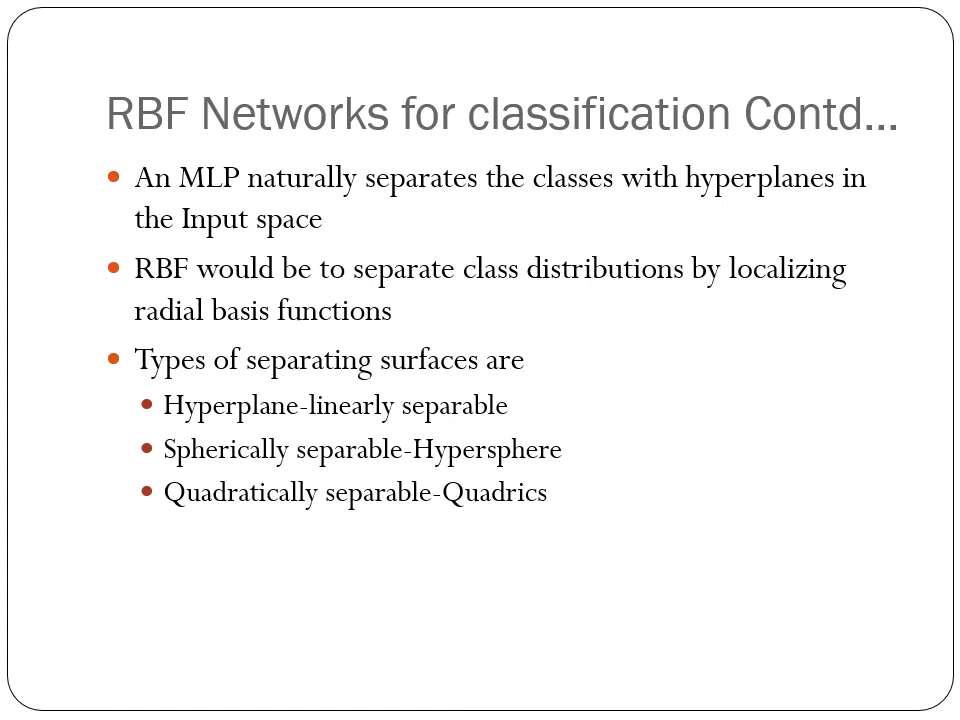 RBF Networks for classification Contd...
• An MLP naturally separates the classes with hyperplanes in
the Input space
• RBF would be to separate class distributions by localizing
radial basis functions
• Types of separating surfaces are
• Hyperplane-linearly separable
• Spherically separable-Hypersphere
• Quadratically separable-Quadrics